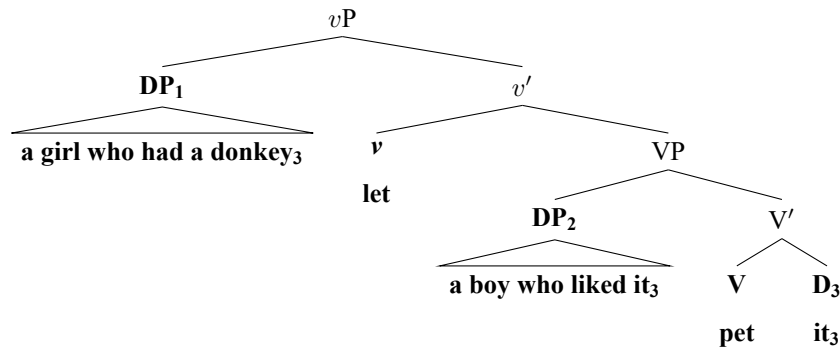 vP
DP₁ v′
a girl who had a donkey₃ v VP
let DP₂ V′
a boy who liked it₃ V D₃
pet it₃